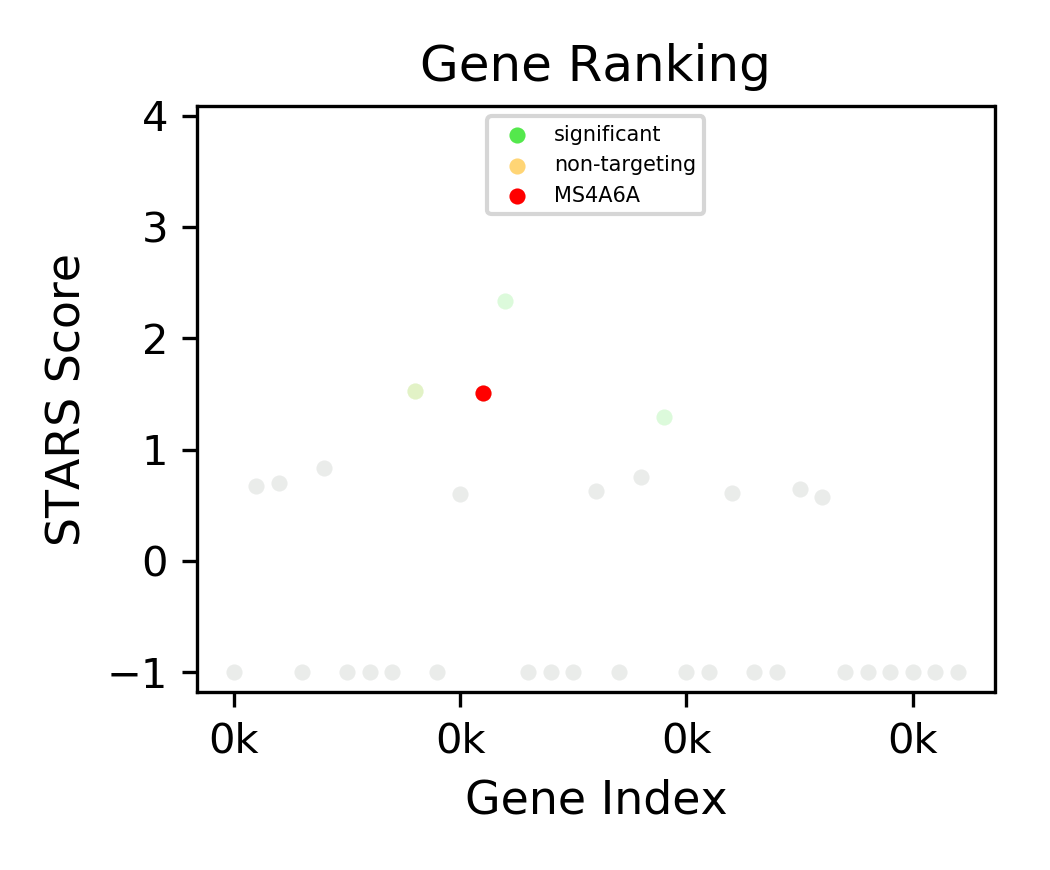 Gene Ranking
4
significant
non-targeting
MS4A6A
3
2
1
0
−1
STARS Score
0k 0k 0k 0k
Gene Index